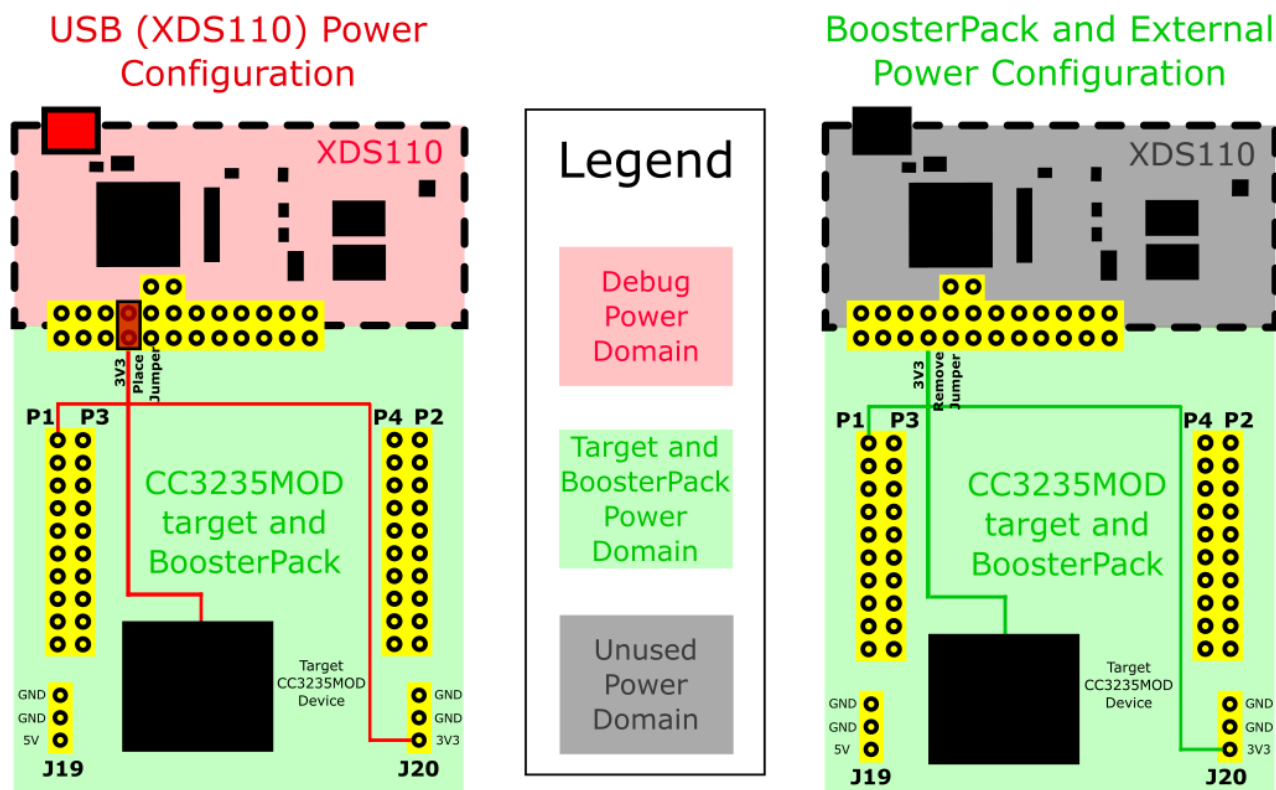 USB (XDS110) Power
Configuration
XDS110
3V3
Place
Jumper
P1 P3
P4 P2
CC3235MOD
target and
BoosterPack
Target
CC3235MOD
Device
GND
GND
5V
J19
GND
GND
3V3
J20
Legend
Debug
Power
Domain
Target and
BoosterPack
Power
Domain
Unused
Power
Domain
BoosterPack and External
Power Configuration
XDS110
3V3
Remove
Jumper
P1 P3
P4 P2
CC3235MOD
target and
BoosterPack
Target
CC3235MOD
Device
GND
GND
5V
J19
GND
GND
3V3
J20